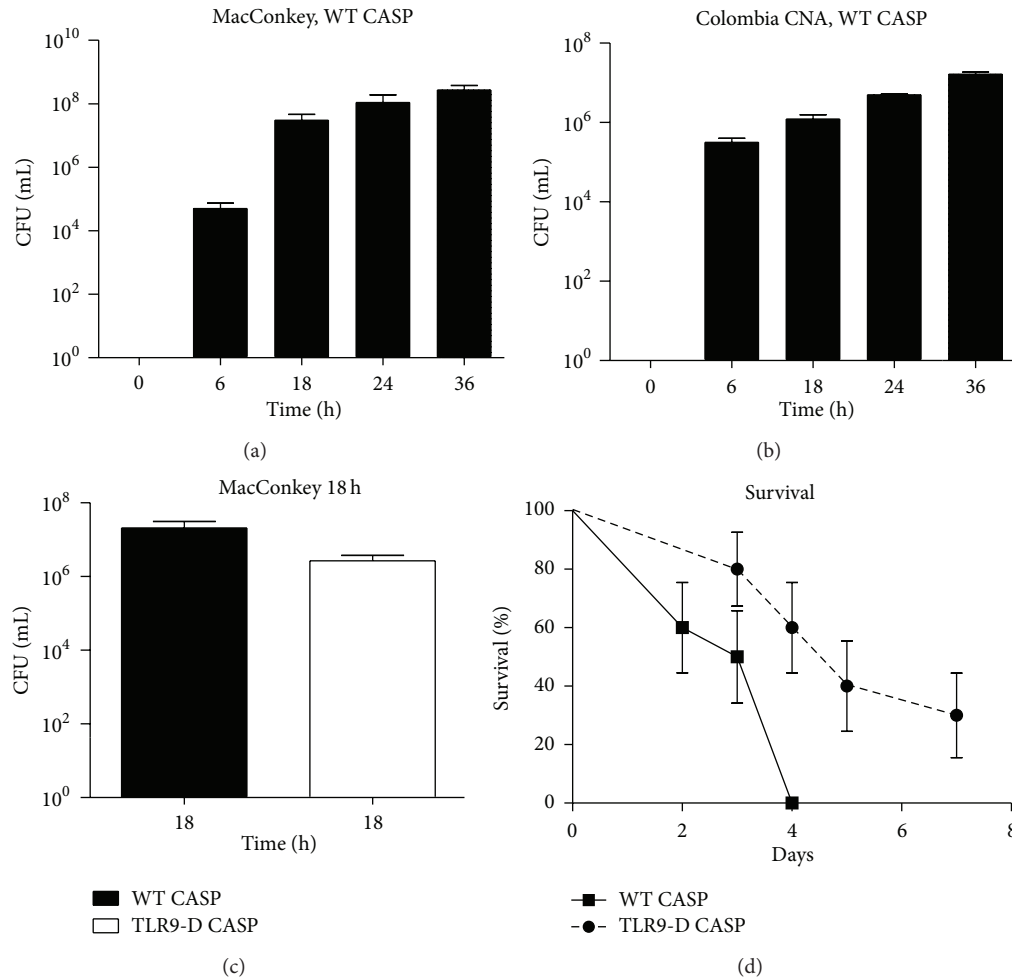 MacConkey, WT CASP
10^10
10^8
10^6
10^4
10^2
10^0
CFU (mL)
0 6 18 24 36
Time (h)
(a)
Colombia CNA, WT CASP
10^8
10^6
10^4
10^2
10^0
CFU (mL)
0 6 18 24 36
Time (h)
(b)
MacConkey 18 h
10^8
10^6
10^4
10^2
10^0
CFU (mL)
18 18
Time (h)
WT CASP
TLR9-D CASP
(c)
Survival
100
80
60
40
20
0
Survival (%)
0 2 4 6 8
Days
WT CASP
TLR9-D CASP
(d)